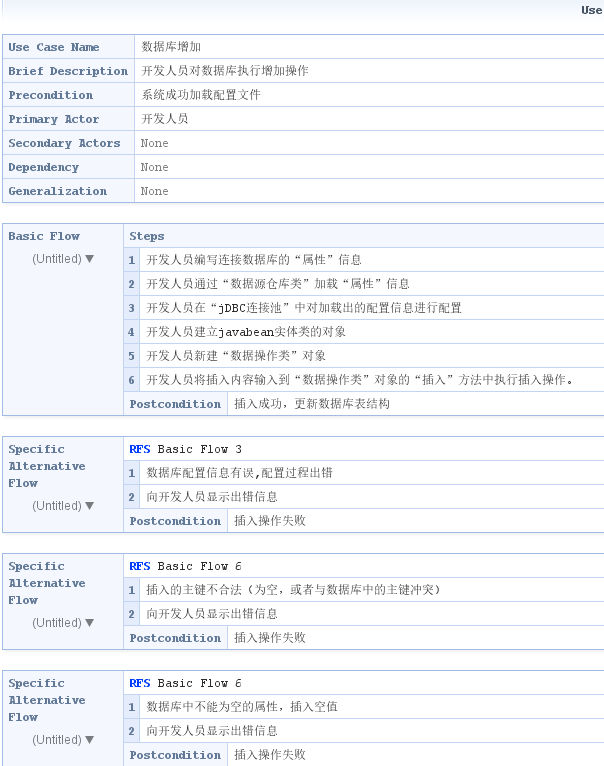 Use
Use Case Name 数据库增加
Brief Description 开发人员对数据库执行增加操作
Precondition 系统成功加载配置文件
Primary Actor 开发人员
Secondary Actors None
Dependency None
Generalization None
Basic Flow Steps
(Untitled) ▼
1 开发人员编写连接数据库的“属性”信息
2 开发人员通过“数据源仓库类”加载“属性”信息
3 开发人员在“jDBC连接池”中对加载出的配置信息进行配置
4 开发人员建立javabean实体类的对象
5 开发人员新建“数据操作类”对象
6 开发人员将插入内容输入到“数据操作类”对象的“插入”方法中执行插入操作。
Postcondition 插入成功，更新数据库表结构
Specific Alternative Flow
(Untitled) ▼
RFS Basic Flow 3
1 数据库配置信息有误,配置过程出错
2 向开发人员显示出错信息
Postcondition 插入操作失败
Specific Alternative Flow
(Untitled) ▼
RFS Basic Flow 6
1 插入的主键不合法（为空，或者与数据库中的主键冲突）
2 向开发人员显示出错信息
Postcondition 插入操作失败
Specific Alternative Flow
(Untitled) ▼
RFS Basic Flow 6
1 数据库中不能为空的属性，插入空值
2 向开发人员显示出错信息
Postcondition 插入操作失败